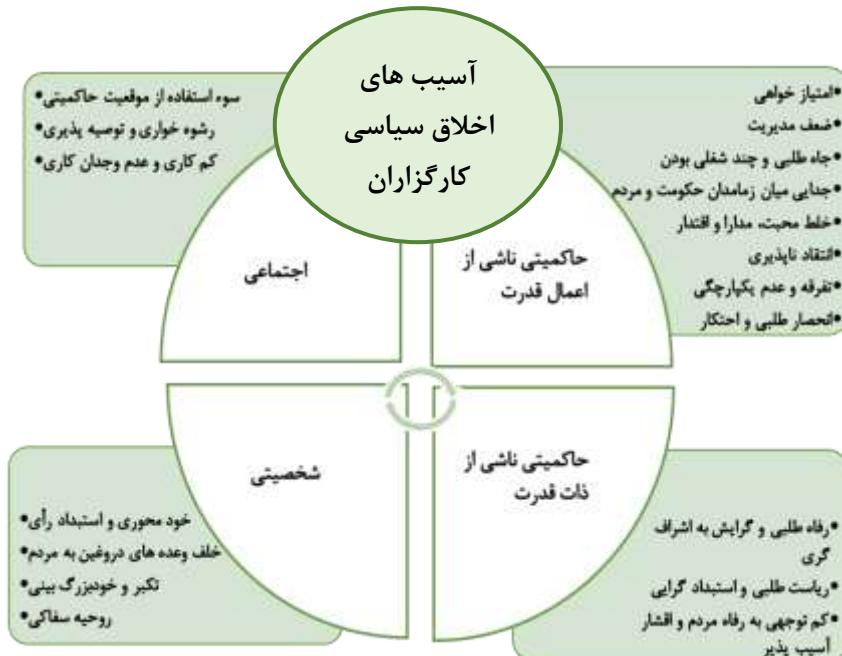 آسیب های
اخلاق سیاسی
کارگزاران
•امتیاز خواهی
•ضعف مدیریت
•جاه طلبی و چند شغلی بودن
•جدایی میان زمامدان حکومت و مردم
•خلط محبت، مدارا و اقتدار
•انتقاد ناپذیری
•تفرقه و عدم یکپارچگی
•انحصار طلبی و احتکار
حاکمیتی ناشی از
اعمال قدرت
•سوء استفاده از موقعیت حاکمیتی
•رشوه خواری و توصیه پذیری
•کم کاری و عدم وجدان کاری
اجتماعی
حاکمیتی ناشی از
ذات قدرت
•رفاه طلبی و گرایش به اشراف
گری
•ریاست طلبی و استبداد گرایی
•کم توجهی به رفاه مردم و اقشار
آسیب پذیر
شخصیتی
•خود محوری و استبداد رأی
•خلف وعده های دروغین به مردم
•تکبر و خودبزرگ بینی
•روحیه سفاکی